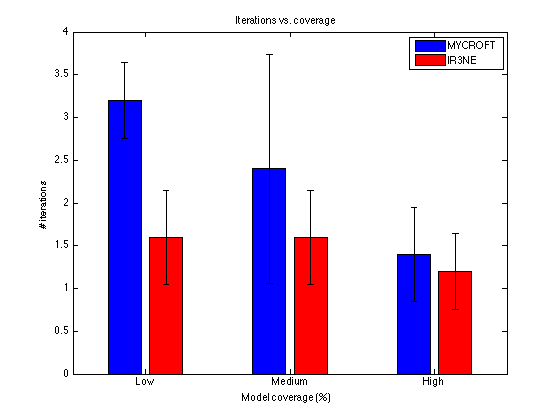 Iterations vs. coverage
MYCROFT
IR3NE
4
3.5
3
2.5
2
1.5
1
0.5
0
# iterations
Low
Medium
High
Model coverage (%)